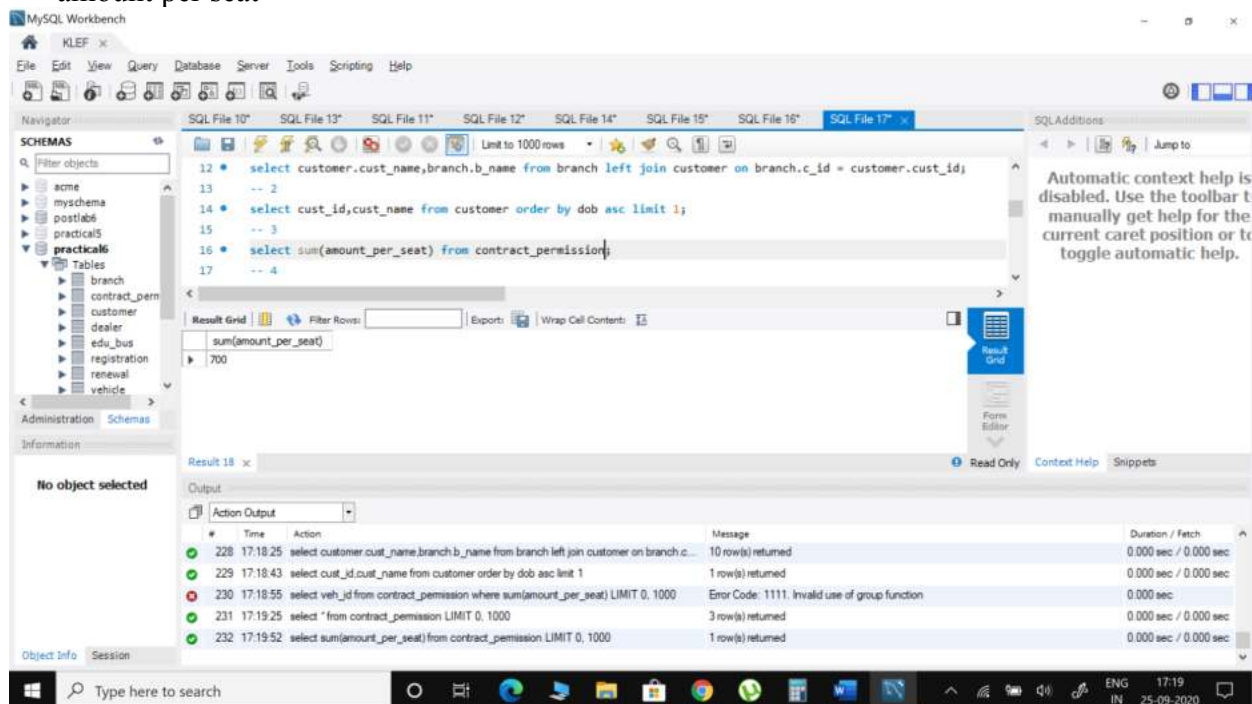 amount per seat
MySQL Workbench
KLEF ×
File Edit View Query Database Server Tools Scripting Help
Navigator
SCHEMAS
Filter objects
acme
myschema
postlab6
practical5
practical6
Tables
branch
contract_perm
customer
dealer
edu_bus
registration
renewal
vehicle
Administration Schemas
Information
No object selected
Object Info Session
SQL File 10* SQL File 13* SQL File 11* SQL File 12* SQL File 14* SQL File 15* SQL File 16* SQL File 17* ×
Limit to 1000 rows
12 select customer.cust_name,branch.b_name from branch left join customer on branch.c_id = customer.cust_id;
13 -- 2
14 select cust_id,cust_name from customer order by dob asc limit 1;
15 -- 3
16 select sum(amount_per_seat) from contract_permission;
17 -- 4
Result Grid Filter Rows: Export: Wrap Cell Content:
sum(amount_per_seat)
700
Result Grid
Form Editor
Result 18 × Read Only
Output
Action Output
# Time Action Message Duration / Fetch
228 17:18:25 select customer.cust_name,branch.b_name from branch left join customer on branch.c... 10 row(s) returned 0.000 sec / 0.000 sec
229 17:18:43 select cust_id,cust_name from customer order by dob asc limit 1 1 row(s) returned 0.000 sec / 0.000 sec
230 17:18:55 select veh_id from contract_permission where sum(amount_per_seat) LIMIT 0, 1000 Error Code: 1111. Invalid use of group function 0.000 sec
231 17:19:25 select * from contract_permission LIMIT 0, 1000 3 row(s) returned 0.000 sec / 0.000 sec
232 17:19:52 select sum(amount_per_seat) from contract_permission LIMIT 0, 1000 1 row(s) returned 0.000 sec / 0.000 sec
SQLAdditions
Jump to
Automatic context help is
disabled. Use the toolbar t
manually get help for the
current caret position or to
toggle automatic help.
Context Help Snippets
Type here to search
ENG
IN
17:19
25-09-2020